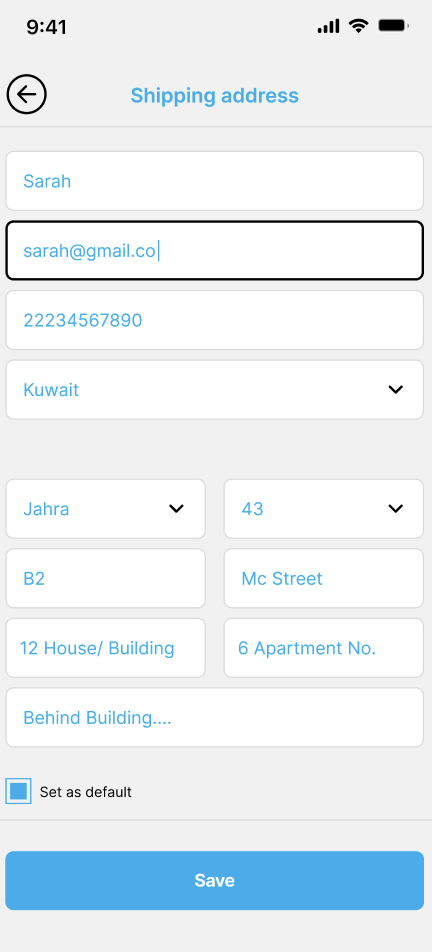 9:41
Shipping address
Sarah
sarah@gmail.co
22234567890
Kuwait
Jahra
43
B2
Mc Street
12 House/ Building
6 Apartment No.
Behind Building....
Set as default
Save